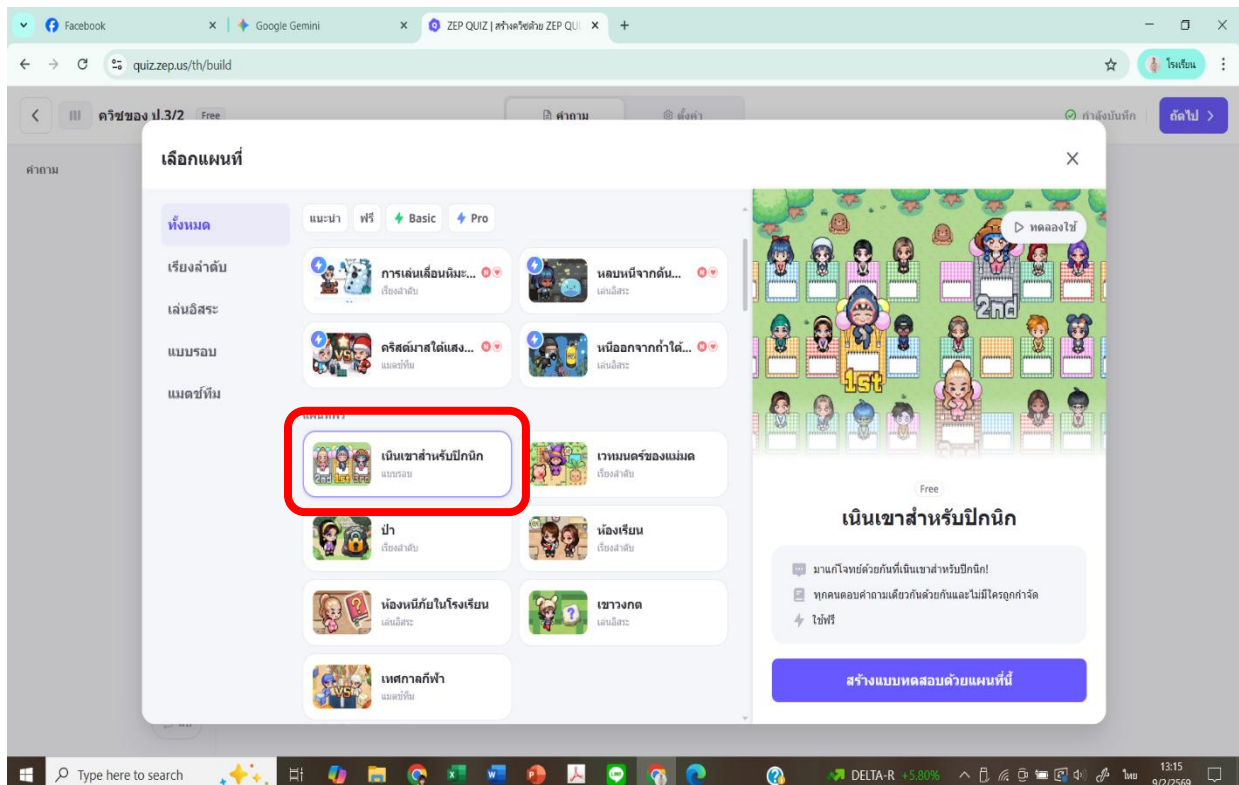 Facebook
Google Gemini
ZEP QUIZ | สร้างควิซด้วย ZEP QUI
quiz.zep.us/th/build
โรงเรียน
ควิซของ ป.3/2 Free
คำถาม
ตั้งค่า
กำลังบันทึก
ถัดไป
คำถาม
เลือกแผนที่
ทั้งหมด
เรียงลำดับ
เล่นอิสระ
แบบรอบ
แมตช์ทีม
แนะนำ ฟรี Basic Pro
การเล่นเลื่อนหิมะ...
เรียงลำดับ
หลบหนีจากดัน...
เล่นอิสระ
คริสต์มาสใต้แสง...
แมตช์ทีม
หนีออกจากถ้ำใต้...
เล่นอิสระ
เนินเขาสำหรับปิกนิก
แบบรอบ
เวทมนตร์ของแม่มด
เรียงลำดับ
ป่า
เรียงลำดับ
ห้องเรียน
เรียงลำดับ
ห้องหนีภัยในโรงเรียน
เล่นอิสระ
เขาวงกต
เล่นอิสระ
เทศกาลกีฬา
แมตช์ทีม
ทดลองใช้
2nd
1st
Free
เนินเขาสำหรับปิกนิก
มาแก้โจทย์ด้วยกันที่เนินเขาสำหรับปิกนิก!
ทุกคนตอบคำถามเดียวกันด้วยกันและไม่มีใครถูกกำจัด
ใช้ฟรี
สร้างแบบทดสอบด้วยแผนที่นี้
Type here to search
DELTA-R +5.80%
ไทย
13:15
9/2/2569